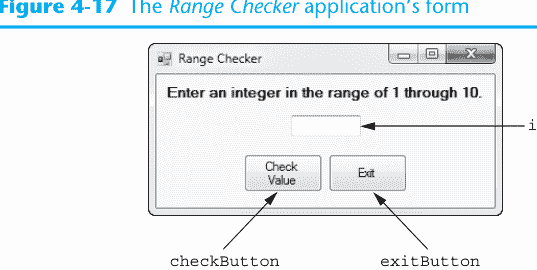 Figure 4-17 The Range Checker application's form
Range Checker
Enter an integer in the range of 1 through 10.
i
Check
Value
Exit
checkButton
exitButton